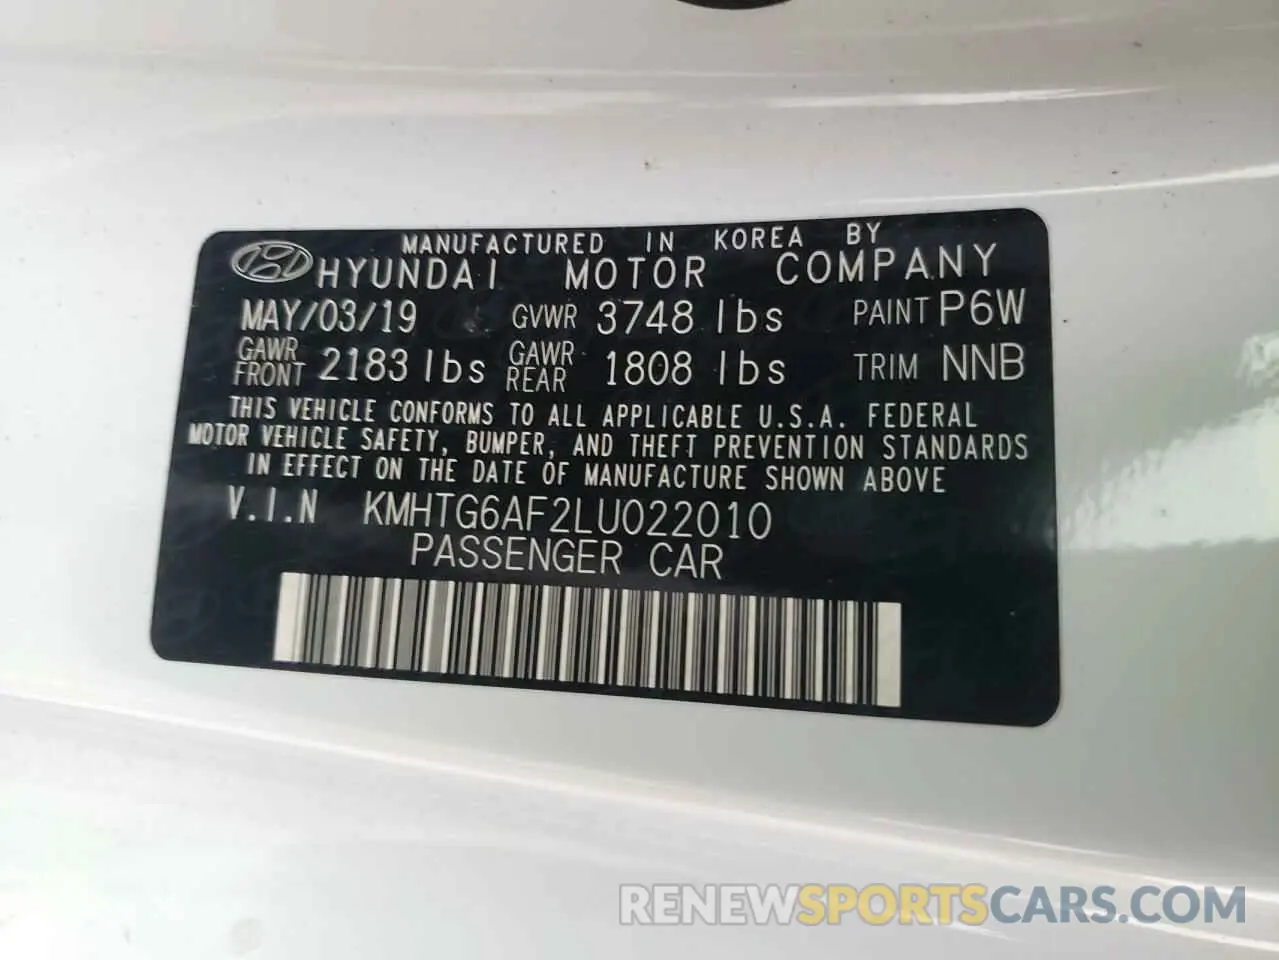 MANUFACTURED IN KOREA BY
HYUNDAI MOTOR COMPANY
MAY/03/19 GVWR 3748 lbs PAINT P6W
GAWR FRONT 2183 lbs GAWR REAR 1808 lbs TRIM NNB
THIS VEHICLE CONFORMS TO ALL APPLICABLE U.S.A. FEDERAL
MOTOR VEHICLE SAFETY, BUMPER, AND THEFT PREVENTION STANDARDS
IN EFFECT ON THE DATE OF MANUFACTURE SHOWN ABOVE
V.I.N KMHTG6AF2LU022010
PASSENGER CAR
RENEWSPORTSCARS.COM